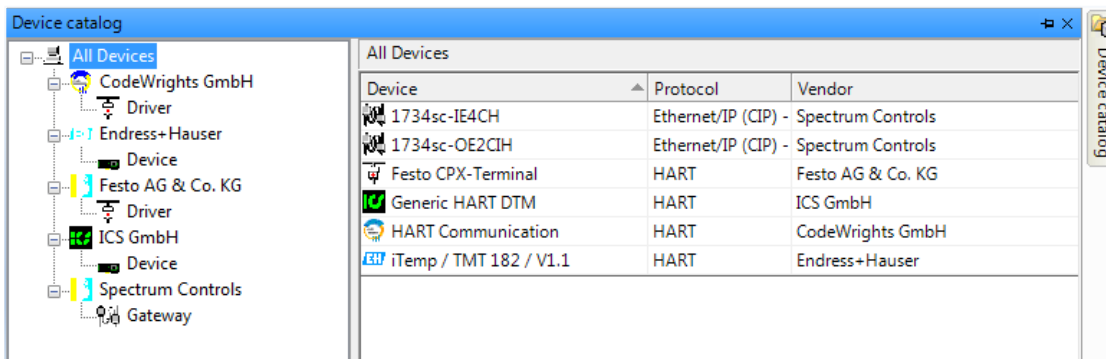 Device catalog
All Devices
CodeWrights GmbH
Driver
Endress+Hauser
Device
Festo AG & Co. KG
Driver
ICS GmbH
Device
Spectrum Controls
Gateway
All Devices
Device Protocol Vendor
1734sc-IE4CH Ethernet/IP (CIP) - Spectrum Controls
1734sc-OE2CIH Ethernet/IP (CIP) - Spectrum Controls
Festo CPX-Terminal HART Festo AG & Co. KG
Generic HART DTM HART ICS GmbH
HART Communication HART CodeWrights GmbH
iTemp / TMT 182 / V1.1 HART Endress+Hauser
Device catalog